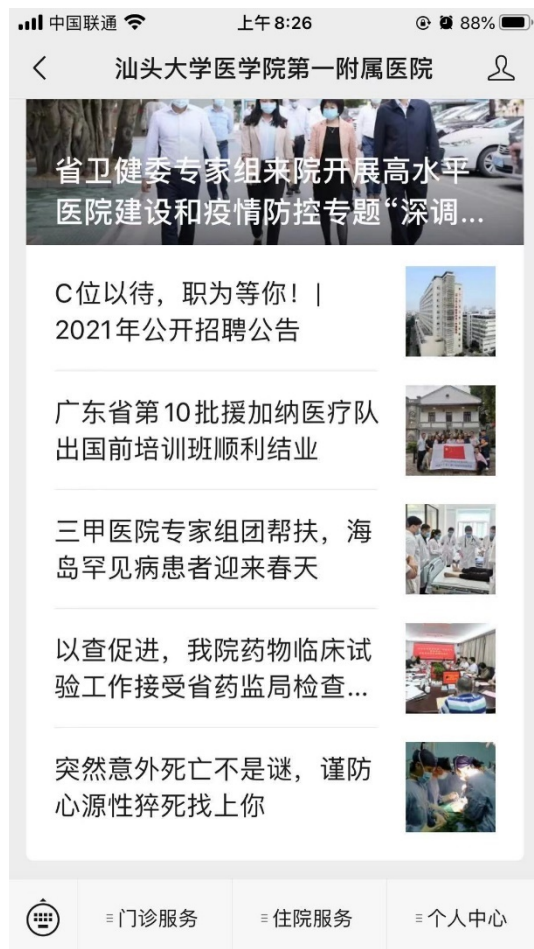 中国联通
上午8:26
88%
汕头大学医学院第一附属医院
省卫健委专家组来院开展高水平
医院建设和疫情防控专题“深调...
C位以待，职为等你！|
2021年公开招聘公告
广东省第10批援加纳医疗队
出国前培训班顺利结业
三甲医院专家组团帮扶，海
岛罕见病患者迎来春天
以查促进，我院药物临床试
验工作接受省药监局检查...
突然意外死亡不是谜，谨防
心源性猝死找上你
门诊服务
住院服务
个人中心